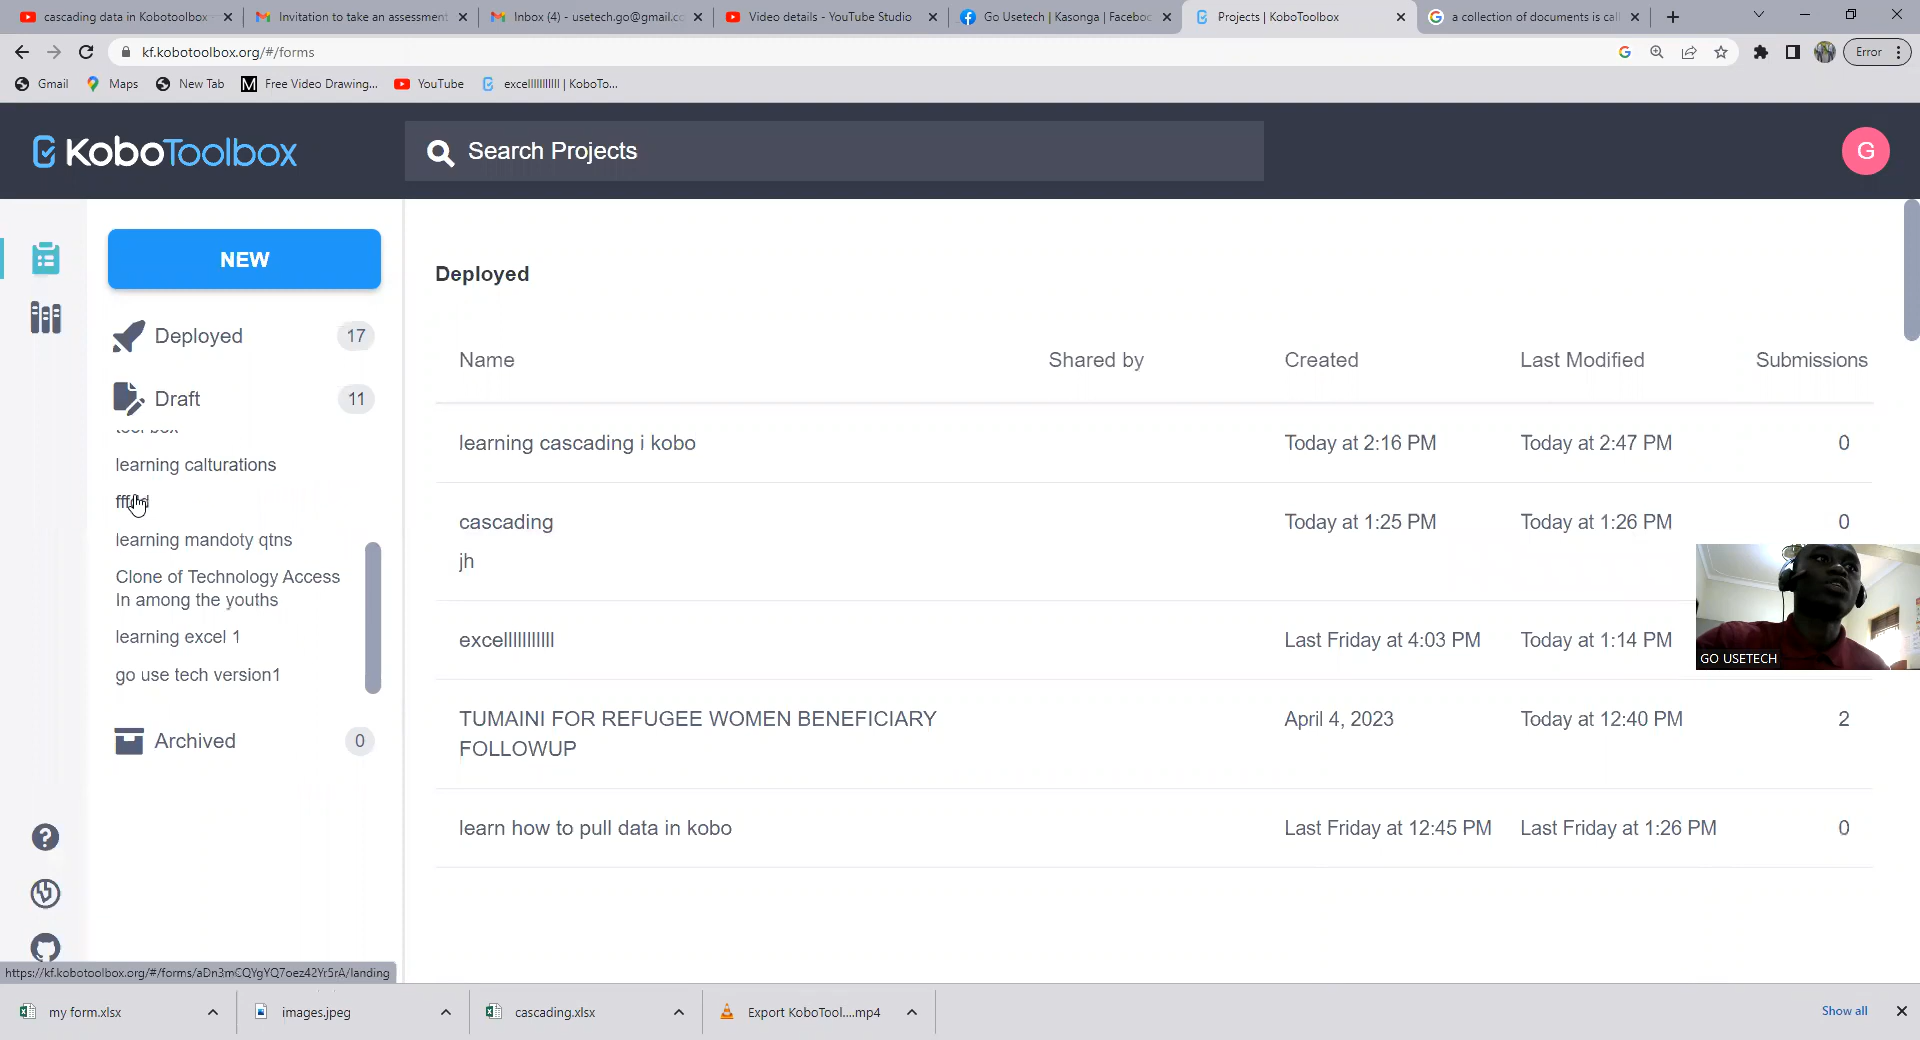 cascading data in Kobotoolbox
Invitation to take an assessment
Inbox (4) - usetech.go@gmail.cc
Video details - YouTube Studio
Go Usetech | Kasonga | Faceboc
Projects | KoboToolbox
a collection of documents is call
kf.kobotoolbox.org/#/forms
Error
Gmail
Maps
New Tab
Free Video Drawing...
YouTube
excelllllllllll | KoboTo...
KoboToolbox
Search Projects
G
NEW
Deployed
17
Draft
11
tool box
learning calturations
learning mandoty qtns
Clone of Technology Access
In among the youths
learning excel 1
go use tech version1
Archived
0
Deployed
Name
Shared by
Created
Last Modified
Submissions
learning cascading i kobo
Today at 2:16 PM
Today at 2:47 PM
0
cascading
jh
Today at 1:25 PM
Today at 1:26 PM
0
excelllllllllll
Last Friday at 4:03 PM
Today at 1:14 PM
TUMAINI FOR REFUGEE WOMEN BENEFICIARY
FOLLOWUP
April 4, 2023
Today at 12:40 PM
2
learn how to pull data in kobo
Last Friday at 12:45 PM
Last Friday at 1:26 PM
0
GO USETECH
https://kf.kobotoolbox.org/#/forms/aDn3mCQYgYQ7oez42Yr5rA/landing
my form.xlsx
images.jpeg
cascading.xlsx
Export KoboTool....mp4
Show all